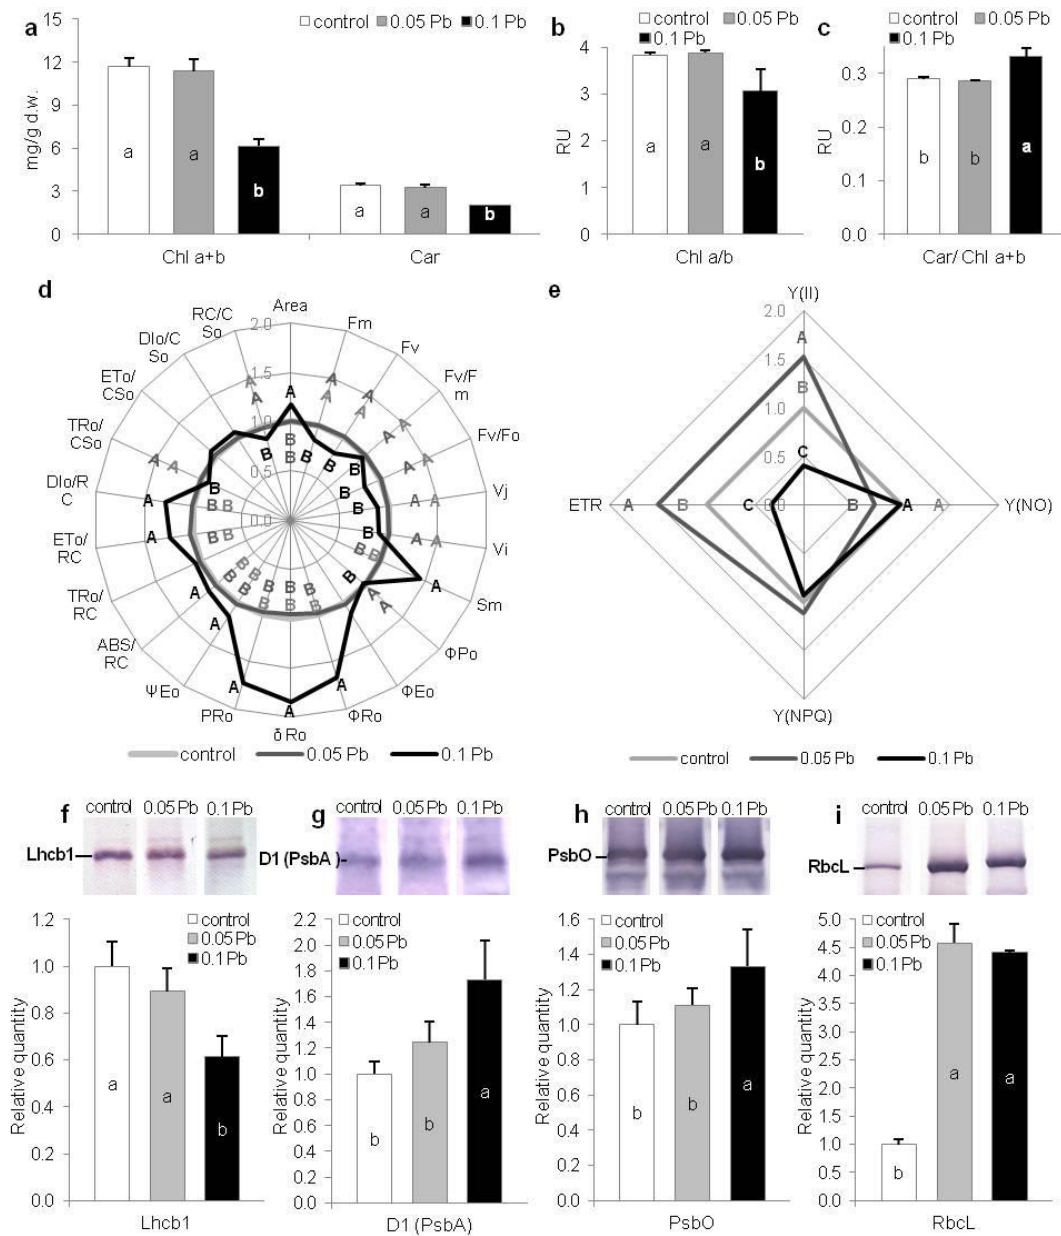 a
control 0.05 Pb 0.1 Pb
15
12
9
6
3
0
mg/g d.w.
a a b
a a b
Chl a+b Car
b
control 0.05 Pb
0.1 Pb
4
3
2
1
0
RU
a a b
Chl a/b
c
control 0.05 Pb
0.1 Pb
0.3
0.2
0.1
0.0
RU
b b a
Car/ Chl a+b
d
Area
Fm
Fv
Fv/F
m
Fv/Fo
Vj
Vi
Sm
ΦPo
ΦEo
ΦRo
δ Ro
PRo
ΨEo
ABS/
RC
TRo/
RC
ETo/
RC
DIo/R
C
TRo/
CSo
ETo/
CSo
DIo/C
So
RC/C
So
2.0
1.5
1.0
0.5
0.0
control 0.05 Pb 0.1 Pb
e
Y(II)
2.0
A
1.5
B
1.0
0.5
C
0.0
ETR A B C B A A Y(NO)
Y(NPQ)
control 0.05 Pb 0.1 Pb
f
control 0.05 Pb 0.1 Pb
Lhcb1
g
control 0.05 Pb 0.1 Pb
D1 (PsbA )
h
control 0.05 Pb 0.1 Pb
PsbO
i
control 0.05 Pb 0.1 Pb
RbcL
1.2
1.0
0.8
0.6
0.4
0.2
0.0
Relative quantity
control
0.05 Pb
0.1 Pb
a a b
Lhcb1
2.2
2.0
1.8
1.6
1.4
1.2
1.0
0.8
0.6
0.4
0.2
0.0
Relative quantity
control
0.05 Pb
0.1 Pb
b b a
D1 (PsbA)
1.6
1.4
1.2
1.0
0.8
0.6
0.4
0.2
0.0
Relative quantity
control
0.05 Pb
0.1 Pb
b b a
PsbO
5.0
4.5
4.0
3.5
3.0
2.5
2.0
1.5
1.0
0.5
0.0
Relative quantity
control
0.05 Pb
0.1 Pb
b a a
RbcL